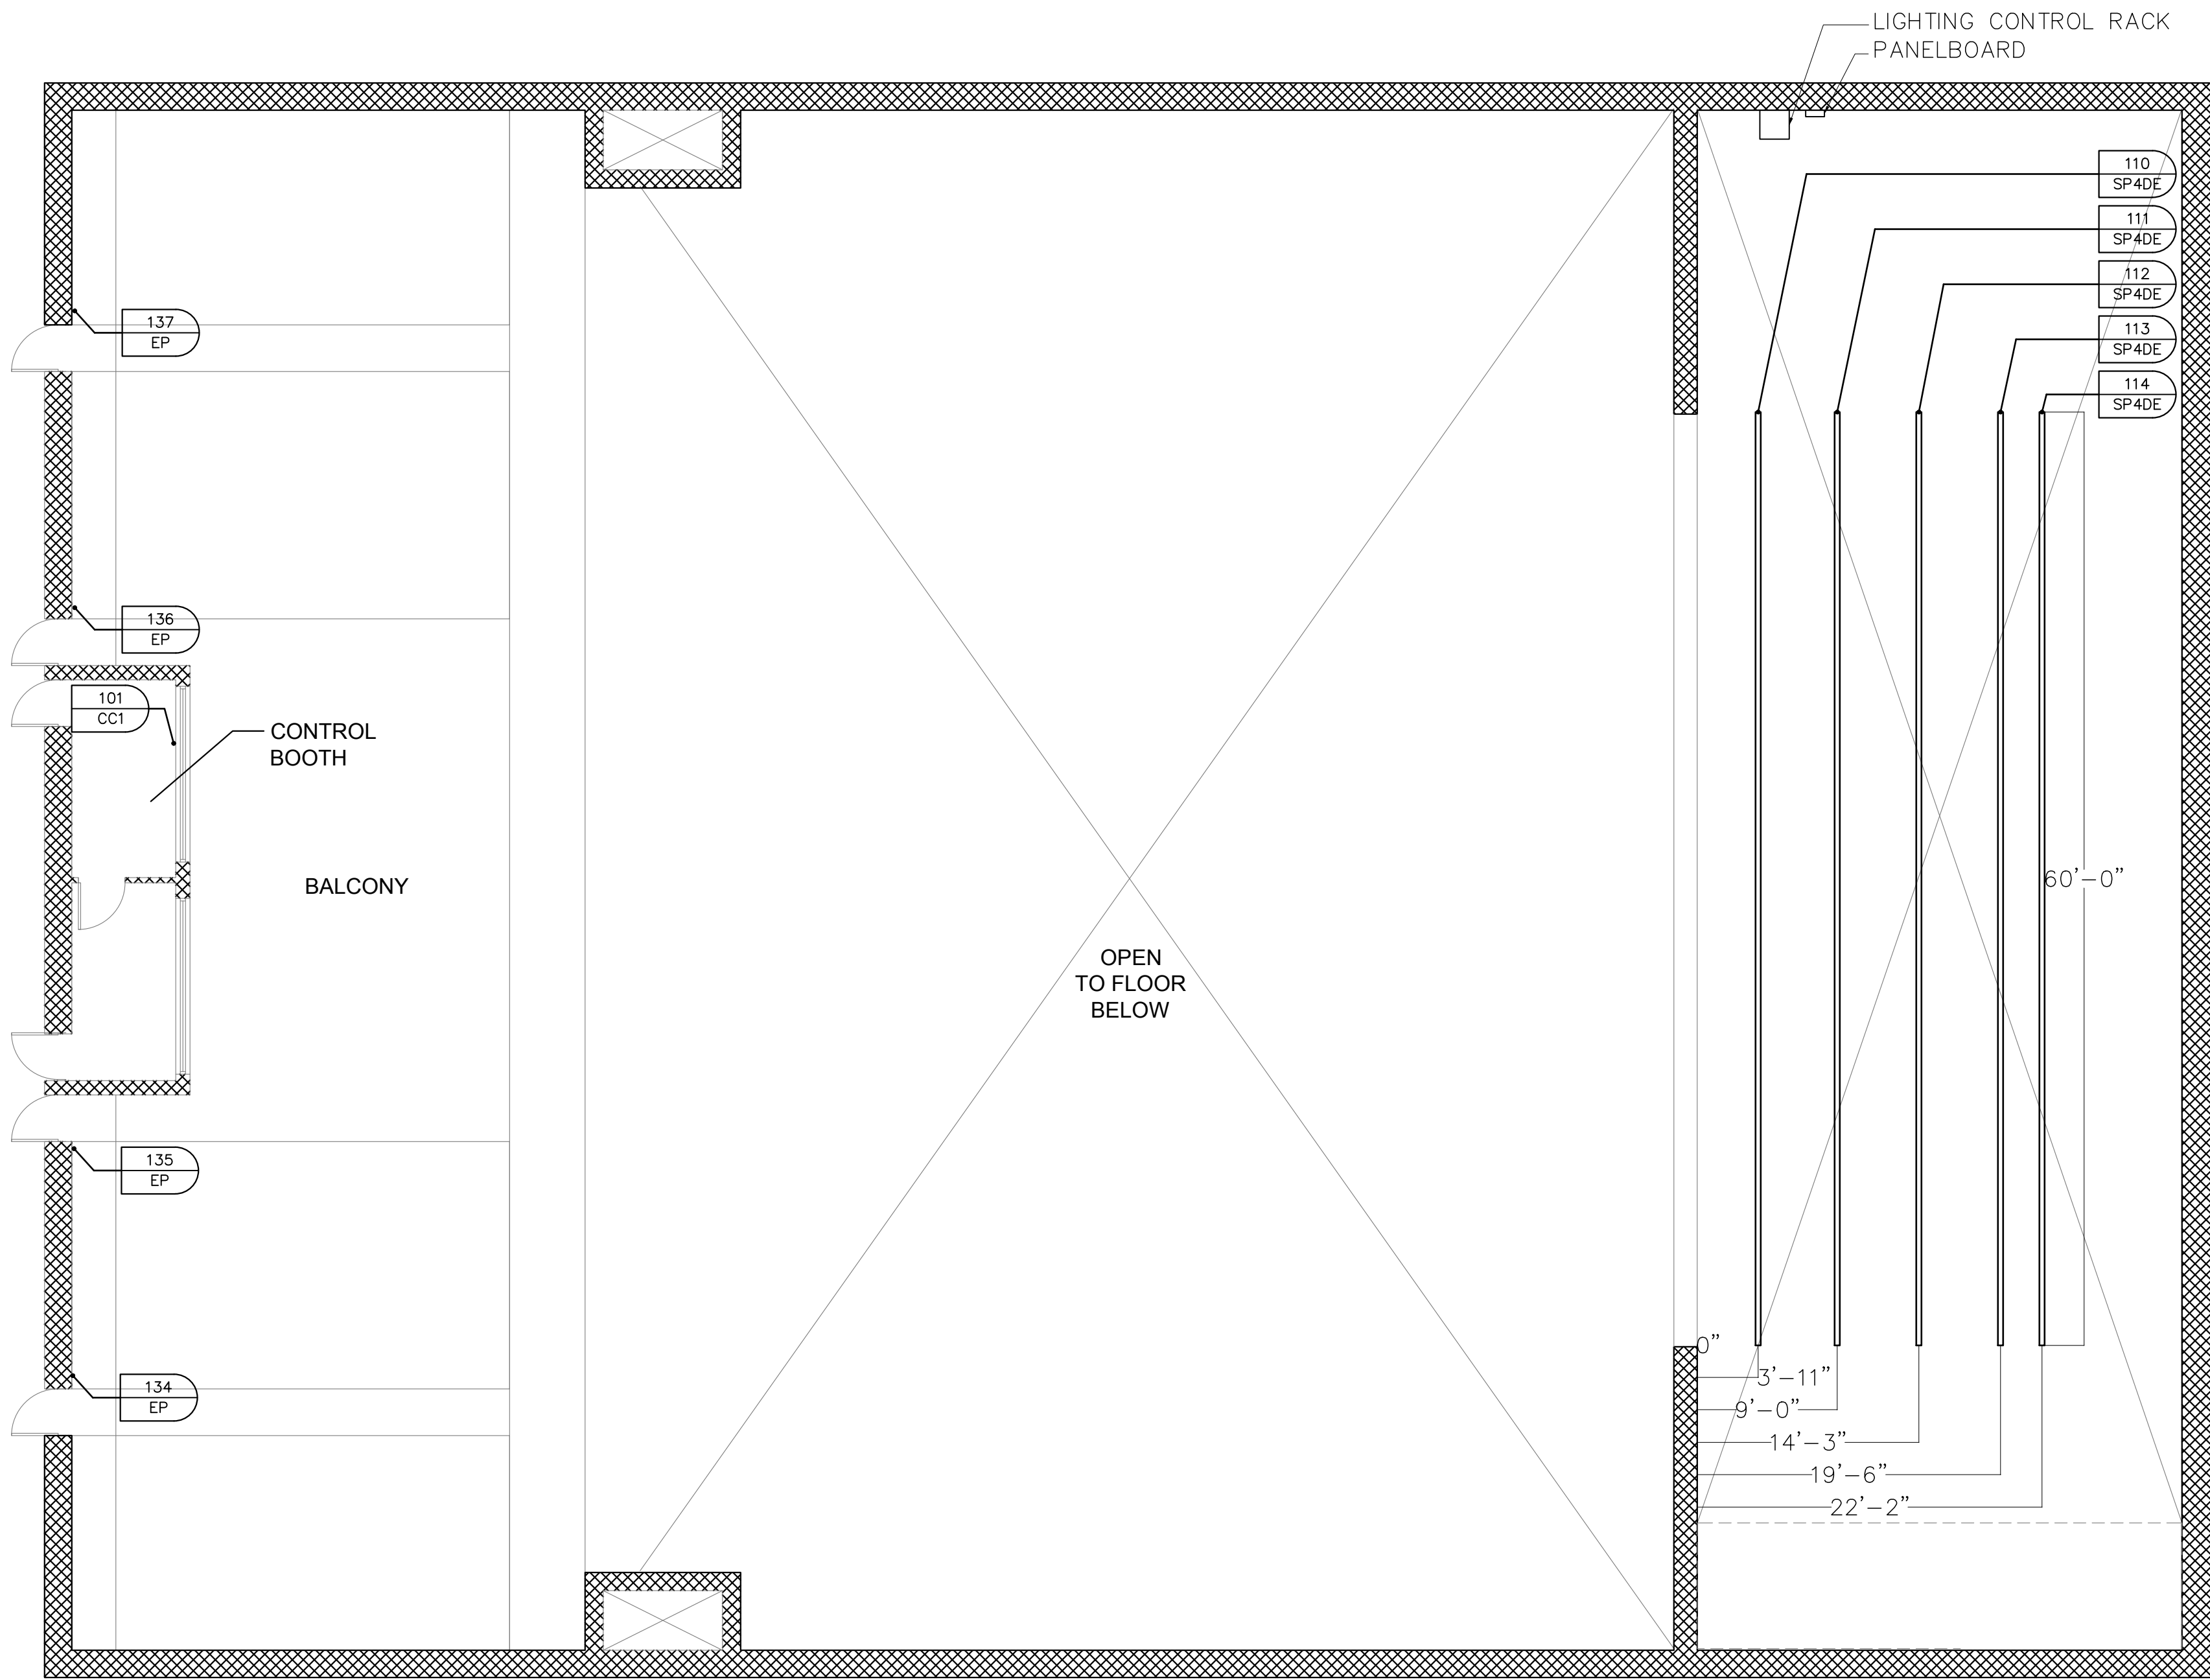 LIGHTING CONTROL RACK
PANELBOARD
110
SP4DE
111
SP4DE
112
SP4DE
113
SP4DE
114
SP4DE
137
EP
136
EP
101
CC1
CONTROL
BOOTH
BALCONY
60'-0"
OPEN
TO FLOOR
BELOW
135
EP
134
EP
0"
3'-11"
9'-0"
14'-3"
19'-6"
22'-2"